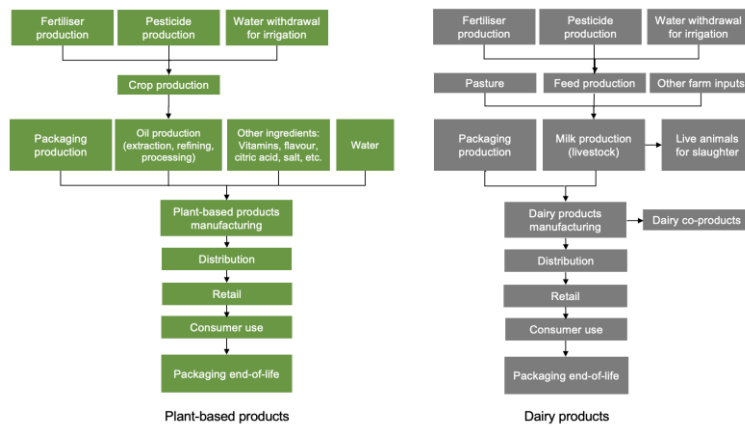 Fertiliser
production
Pesticide
production
Water withdrawal
for irrigation
Crop production
Packaging
production
Oil production
(extraction, refining,
processing)
Other ingredients:
Vitamins, flavour,
citric acid, salt, etc.
Water
Plant-based products
manufacturing
Distribution
Retail
Consumer use
Packaging end-of-life
Plant-based products
Fertiliser
production
Pesticide
production
Water withdrawal
for irrigation
Pasture
Feed production
Other farm inputs
Packaging
production
Milk production
(livestock)
Live animals
for slaughter
Dairy products
manufacturing
Dairy co-products
Distribution
Retail
Consumer use
Packaging end-of-life
Dairy products